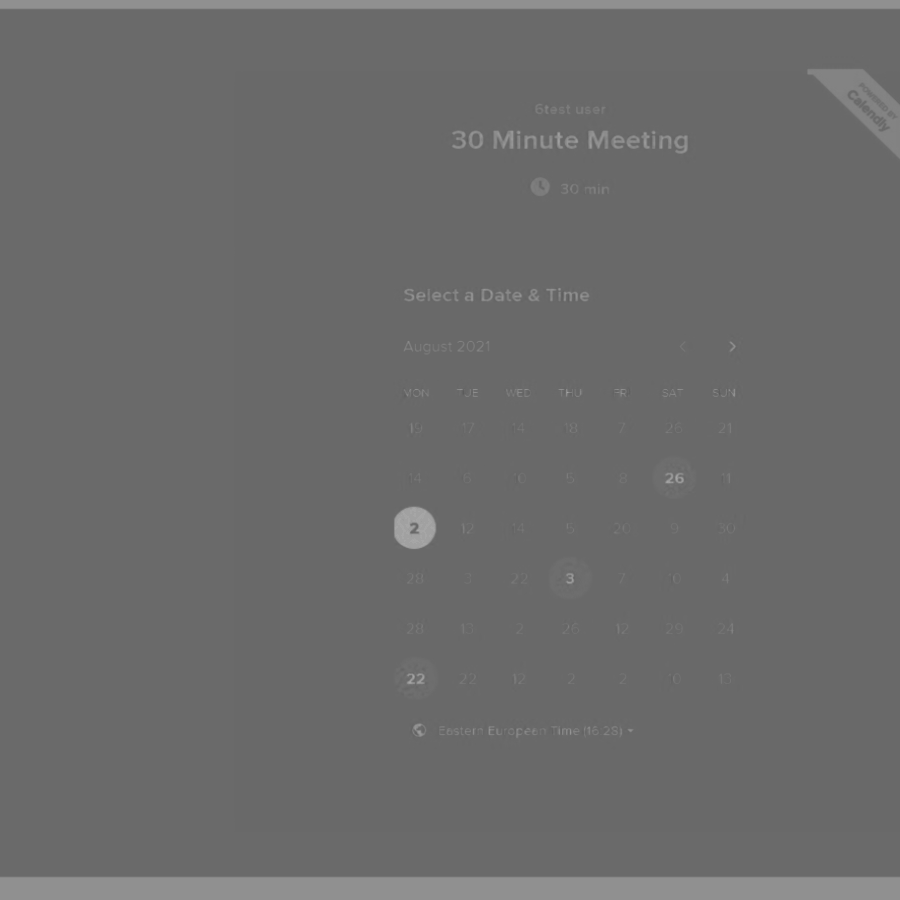 POWERED BY
Calendly
6test user
30 Minute Meeting
30 min
Select a Date & Time
August 2021
MON TUE WED THU FRI SAT SUN
19 17 14 18 7 26 21
14 6 10 5 8 26 11
2 12 14 5 20 9 30
28 3 22 3 7 10 4
28 13 2 26 12 29 24
22 22 12 2 2 10 13
Eastern European Time (16:28)